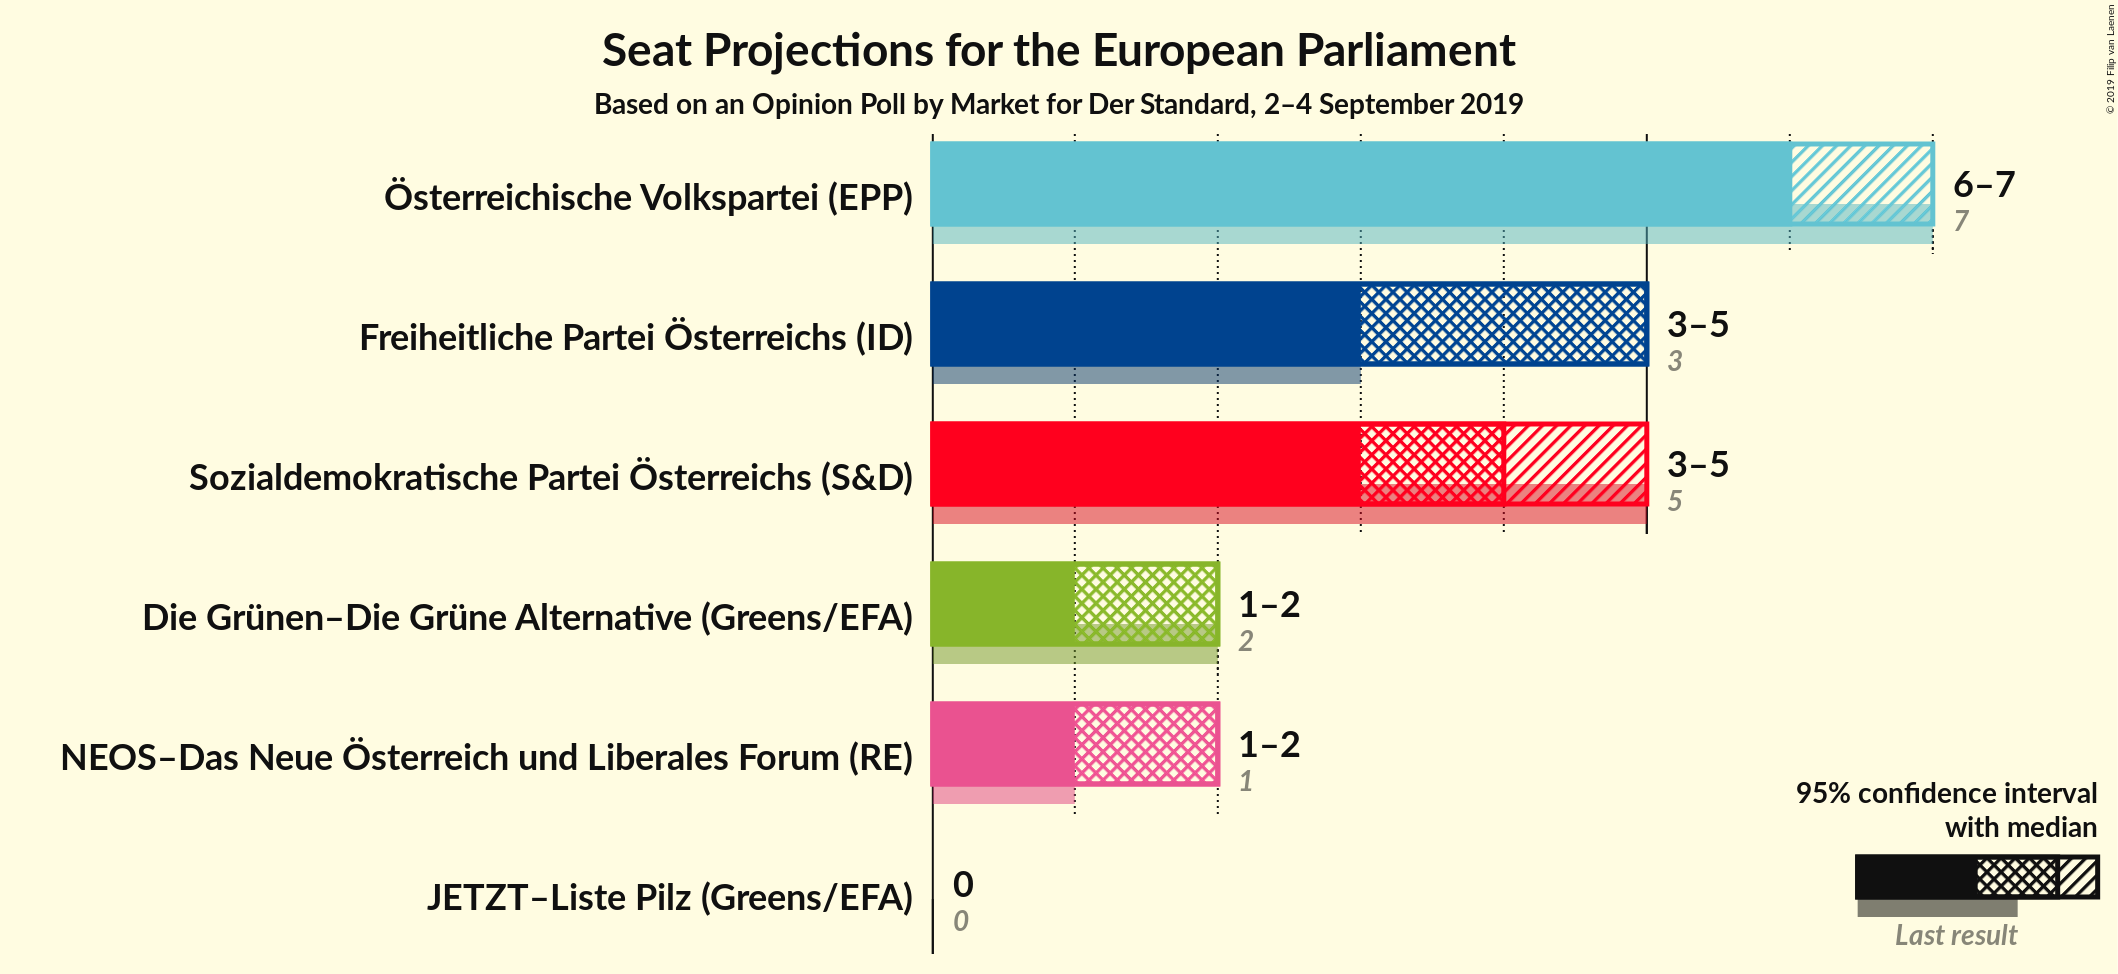 Seat Projections for the European Parliament
Based on an Opinion Poll by Market for Der Standard, 2–4 September 2019
© 2019 Filip van Laenen
Österreichische Volkspartei (EPP)
6–7
7
Freiheitliche Partei Österreichs (ID)
3–5
3
Sozialdemokratische Partei Österreichs (S&D)
3–5
5
Die Grünen–Die Grüne Alternative (Greens/EFA)
1–2
2
NEOS–Das Neue Österreich und Liberales Forum (RE)
1–2
1
JETZT–Liste Pilz (Greens/EFA)
0
0
95% confidence interval
with median
Last result